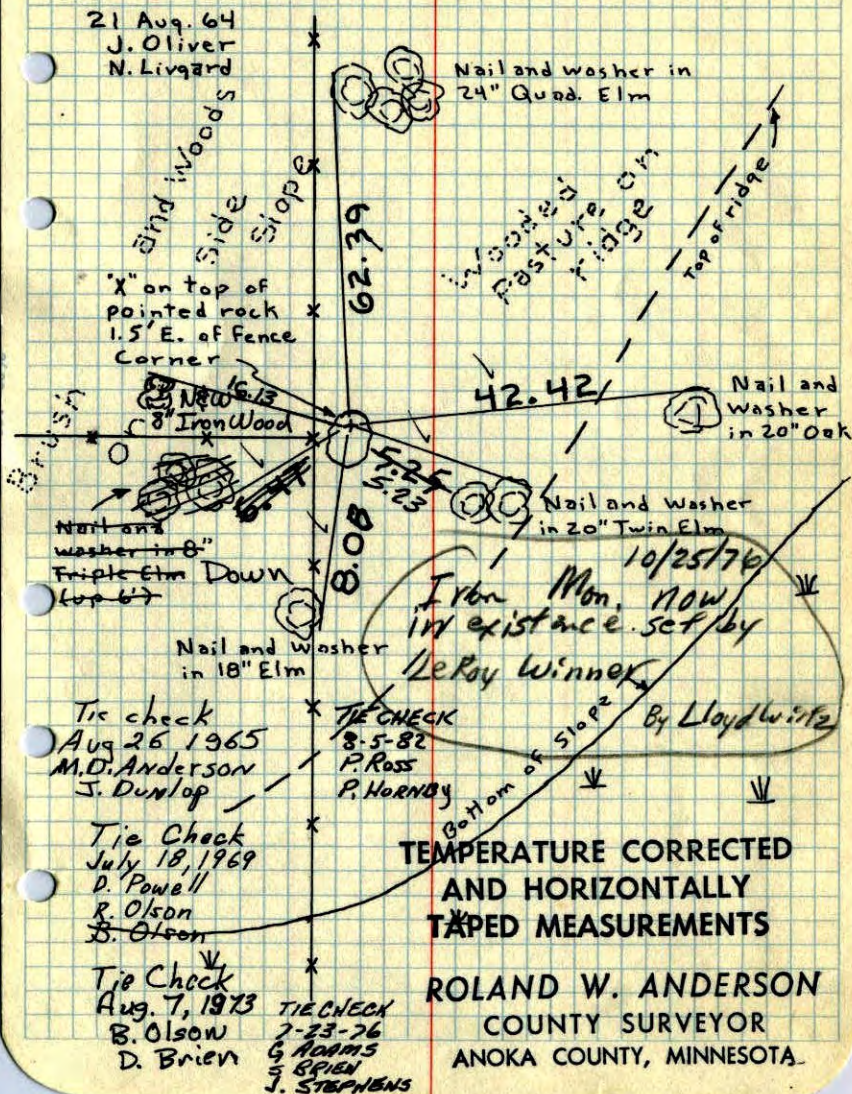 21 Aug. 64
J. Oliver
N. Livgard
Nail and washer in
24" Quad. Elm
and Woods
Side
Slope
Wooded
Pasture on
ridge
Top of ridge
62.39
"X" on top of
pointed rock
1.5' E. of Fence
Corner
16.13
New
8" Iron Wood
42.42
Nail and
Washer
in 20" Oak
Brush
5.25
5.23
Nail and Washer
in 20" Twin Elm
Nail and
washer in 8"
Triple Elm Down
(up 6')
8.08
10/25/76
Iron Mon. now
in existence set by
LeRoy Winner
By Lloyd Wirtz
Nail and Washer
in 18" Elm
Tie check
Aug 26 1965
M.D. Anderson
J. Dunlop
TIE CHECK
8-5-82
P. Ross
P. HORNBY
Bottom of Slope
Tie Check
July 18, 1969
D. Powell
R. Olson
B. Olson
Tie Check
Aug. 7, 1973
B. Olson
D. Brien
TIE CHECK
7-23-76
G ADAMS
S BRIEN
J. STEPHENS
TEMPERATURE CORRECTED
AND HORIZONTALLY
TAPED MEASUREMENTS
ROLAND W. ANDERSON
COUNTY SURVEYOR
ANOKA COUNTY, MINNESOTA